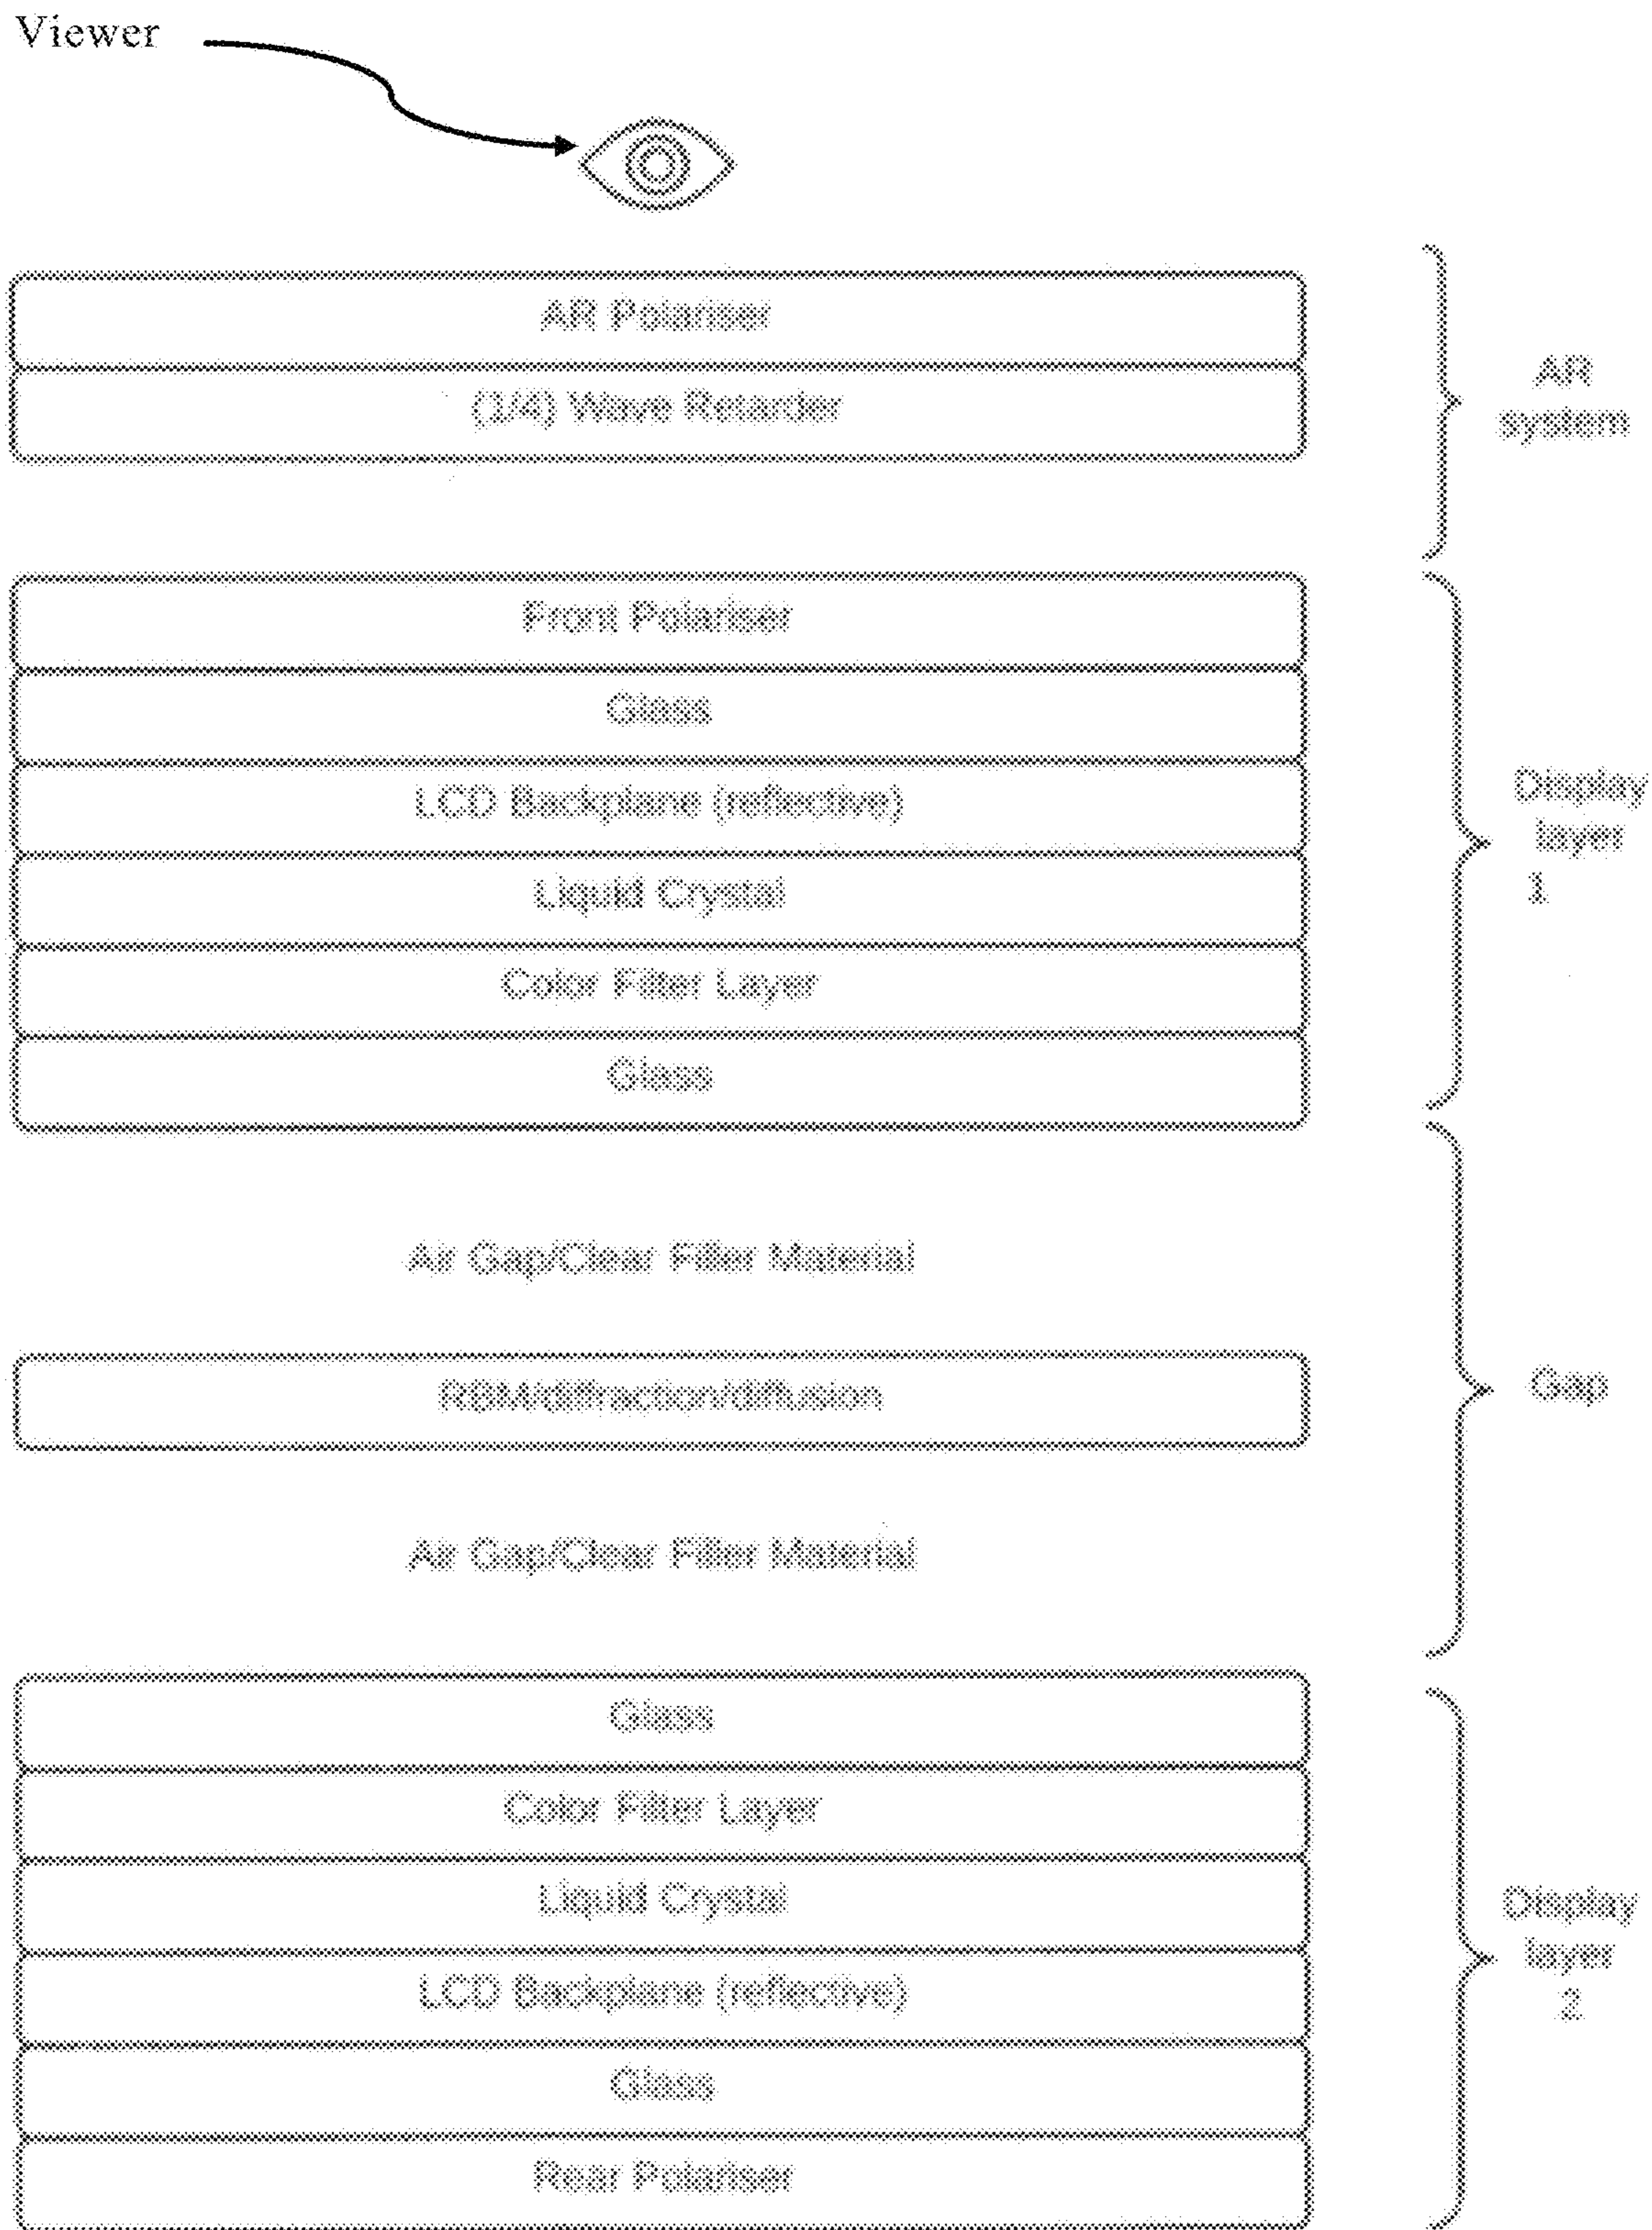 Viewer
AR Polariser
(1/4) Wave Retarder
AR
system
Front Polariser
Glass
LCD Backplane (reflective)
Liquid Crystal
Color Filter Layer
Glass
Display
layer
1
Air Gap/Clear Filler Material
RBM/diffraction/diffusion
Air Gap/Clear Filler Material
Gap
Glass
Color Filter Layer
Liquid Crystal
LCD Backplane (reflective)
Glass
Rear Polariser
Display
layer
2